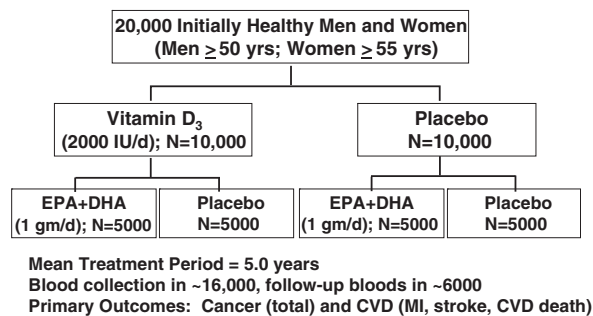 20,000 Initially Healthy Men and Women
(Men ≥ 50 yrs; Women ≥ 55 yrs)
Vitamin D₃
(2000 IU/d); N=10,000
Placebo
N=10,000
EPA+DHA
(1 gm/d); N=5000
Placebo
N=5000
EPA+DHA
(1 gm/d); N=5000
Placebo
N=5000
Mean Treatment Period = 5.0 years
Blood collection in ~16,000, follow-up bloods in ~6000
Primary Outcomes: Cancer (total) and CVD (MI, stroke, CVD death)